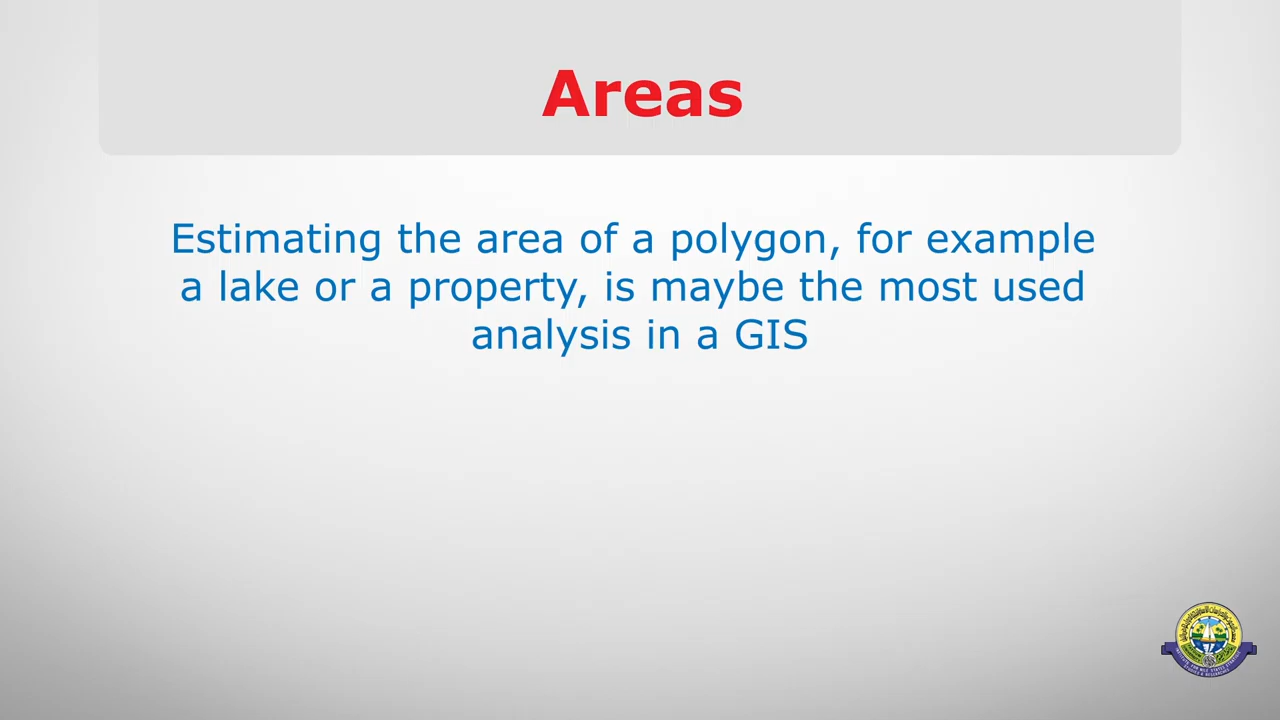 Areas
Estimating the area of a polygon, for example
a lake or a property, is maybe the most used
analysis in a GIS